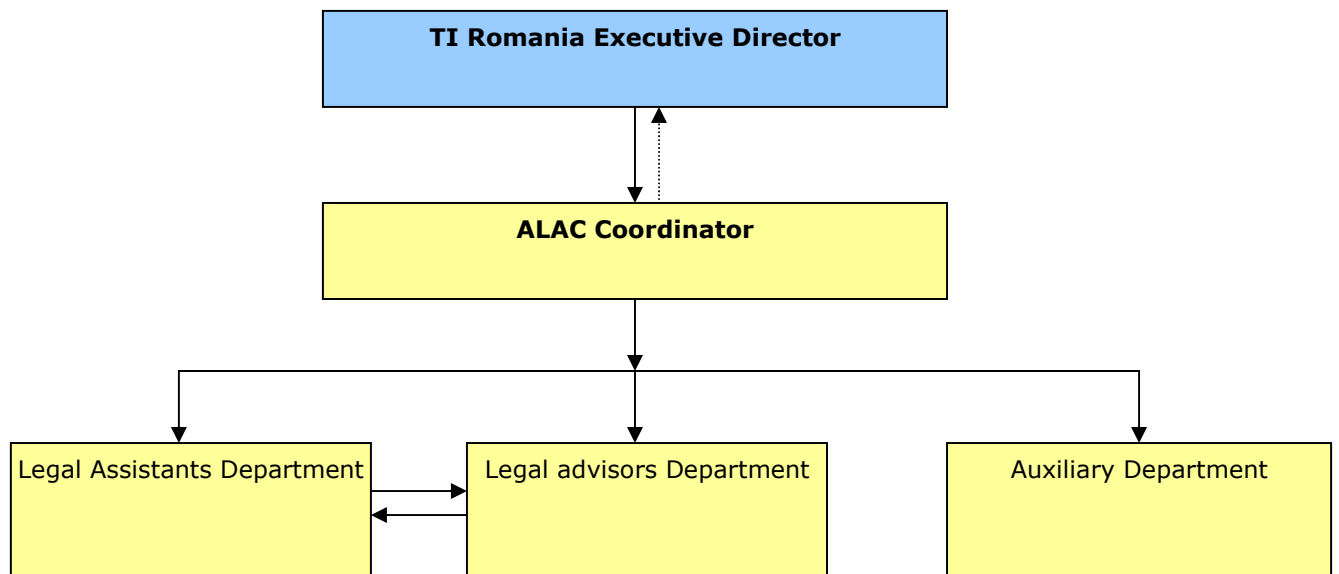 TI Romania Executive Director
ALAC Coordinator
Legal Assistants Department
Legal advisors Department
Auxiliary Department